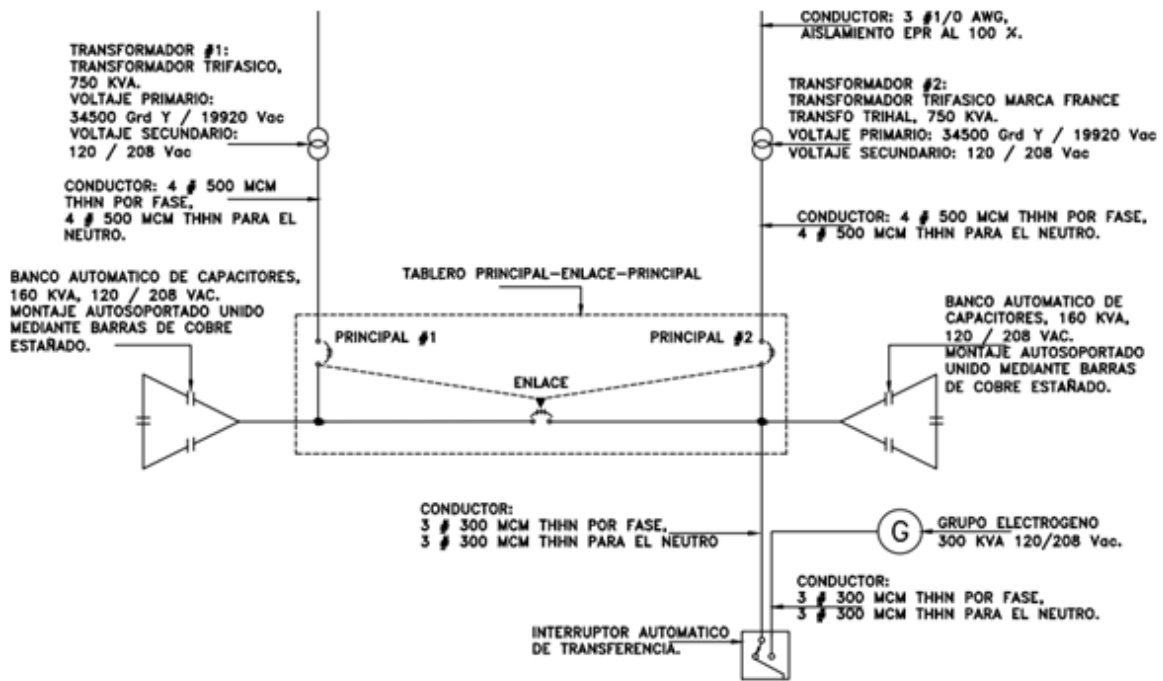 CONDUCTOR: 3 # 1/0 AWG,
AISLAMIENTO EPR AL 100 %.
TRANSFORMADOR #1:
TRANSFORMADOR TRIFASICO,
750 KVA.
VOLTAJE PRIMARIO:
34500 Grd Y / 19920 Vac
VOLTAJE SECUNDARIO:
120 / 208 Vac
TRANSFORMADOR #2:
TRANSFORMADOR TRIFASICO MARCA FRANCE
TRANSFO TRIHAL, 750 KVA.
VOLTAJE PRIMARIO: 34500 Grd Y / 19920 Vac
VOLTAJE SECUNDARIO: 120 / 208 Vac
CONDUCTOR: 4 # 500 MCM
THHN POR FASE,
4 # 500 MCM THHN PARA EL
NEUTRO.
CONDUCTOR: 4 # 500 MCM THHN POR FASE,
4 # 500 MCM THHN PARA EL NEUTRO.
BANCO AUTOMATICO DE CAPACITORES,
160 KVA, 120 / 208 VAC.
MONTAJE AUTOSOPORTADO UNIDO
MEDIANTE BARRAS DE COBRE
ESTAÑADO.
TABLERO PRINCIPAL-ENLACE-PRINCIPAL
PRINCIPAL #1
PRINCIPAL #2
ENLACE
BANCO AUTOMATICO DE
CAPACITORES, 160 KVA,
120 / 208 VAC.
MONTAJE AUTOSOPORTADO
UNIDO MEDIANTE BARRAS
DE COBRE ESTAÑADO.
CONDUCTOR:
3 # 300 MCM THHN POR FASE,
3 # 300 MCM THHN PARA EL NEUTRO
G
GRUPO ELECTROGENO
300 KVA 120/208 Vac.
CONDUCTOR:
3 # 300 MCM THHN POR FASE,
3 # 300 MCM THHN PARA EL NEUTRO.
INTERRUPTOR AUTOMATICO
DE TRANSFERENCIA.